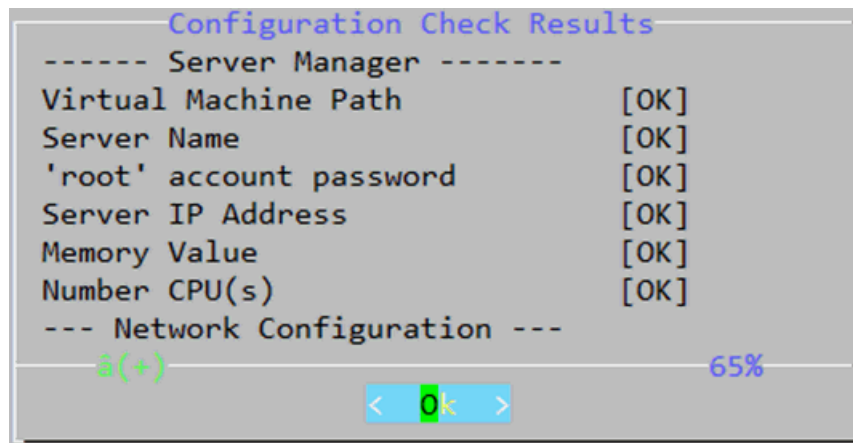 Configuration Check Results
------ Server Manager -------
Virtual Machine Path [OK]
Server Name [OK]
'root' account password [OK]
Server IP Address [OK]
Memory Value [OK]
Number CPU(s) [OK]
--- Network Configuration ---
â(+) 65%
< Ok >